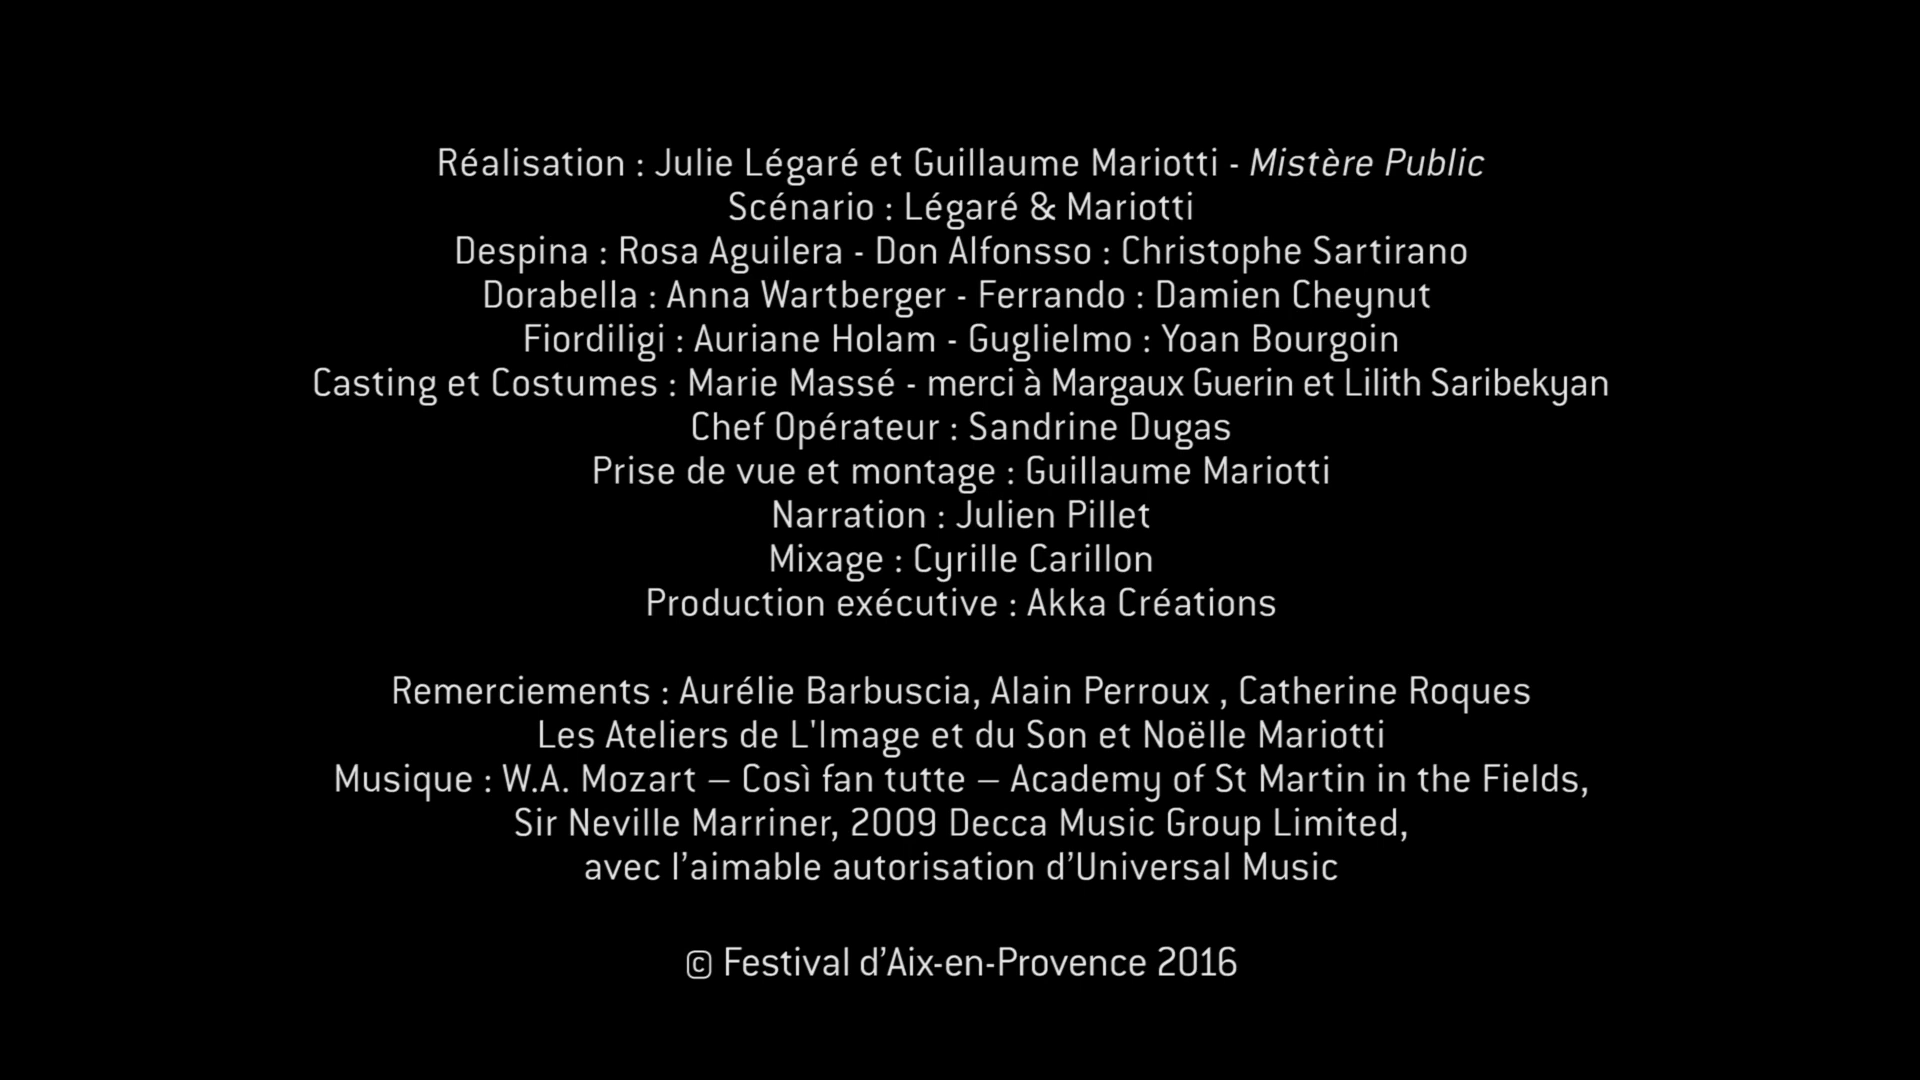 Réalisation : Julie Légaré et Guillaume Mariotti - Mistère Public
Scénario : Légaré & Mariotti
Despina : Rosa Aguilera - Don Alfonsso : Christophe Sartirano
Dorabella : Anna Wartberger - Ferrando : Damien Cheynut
Fiordiligi : Auriane Holam - Guglielmo : Yoan Bourgoin
Casting et Costumes : Marie Massé - merci à Margaux Guerin et Lilith Saribekyan
Chef Opérateur : Sandrine Dugas
Prise de vue et montage : Guillaume Mariotti
Narration : Julien Pillet
Mixage : Cyrille Carillon
Production exécutive : Akka Créations
Remerciements : Aurélie Barbuscia, Alain Perroux , Catherine Roques
Les Ateliers de L'Image et du Son et Noëlle Mariotti
Musique : W.A. Mozart – Così fan tutte – Academy of St Martin in the Fields,
Sir Neville Marriner, 2009 Decca Music Group Limited,
avec l’aimable autorisation d’Universal Music
© Festival d’Aix-en-Provence 2016